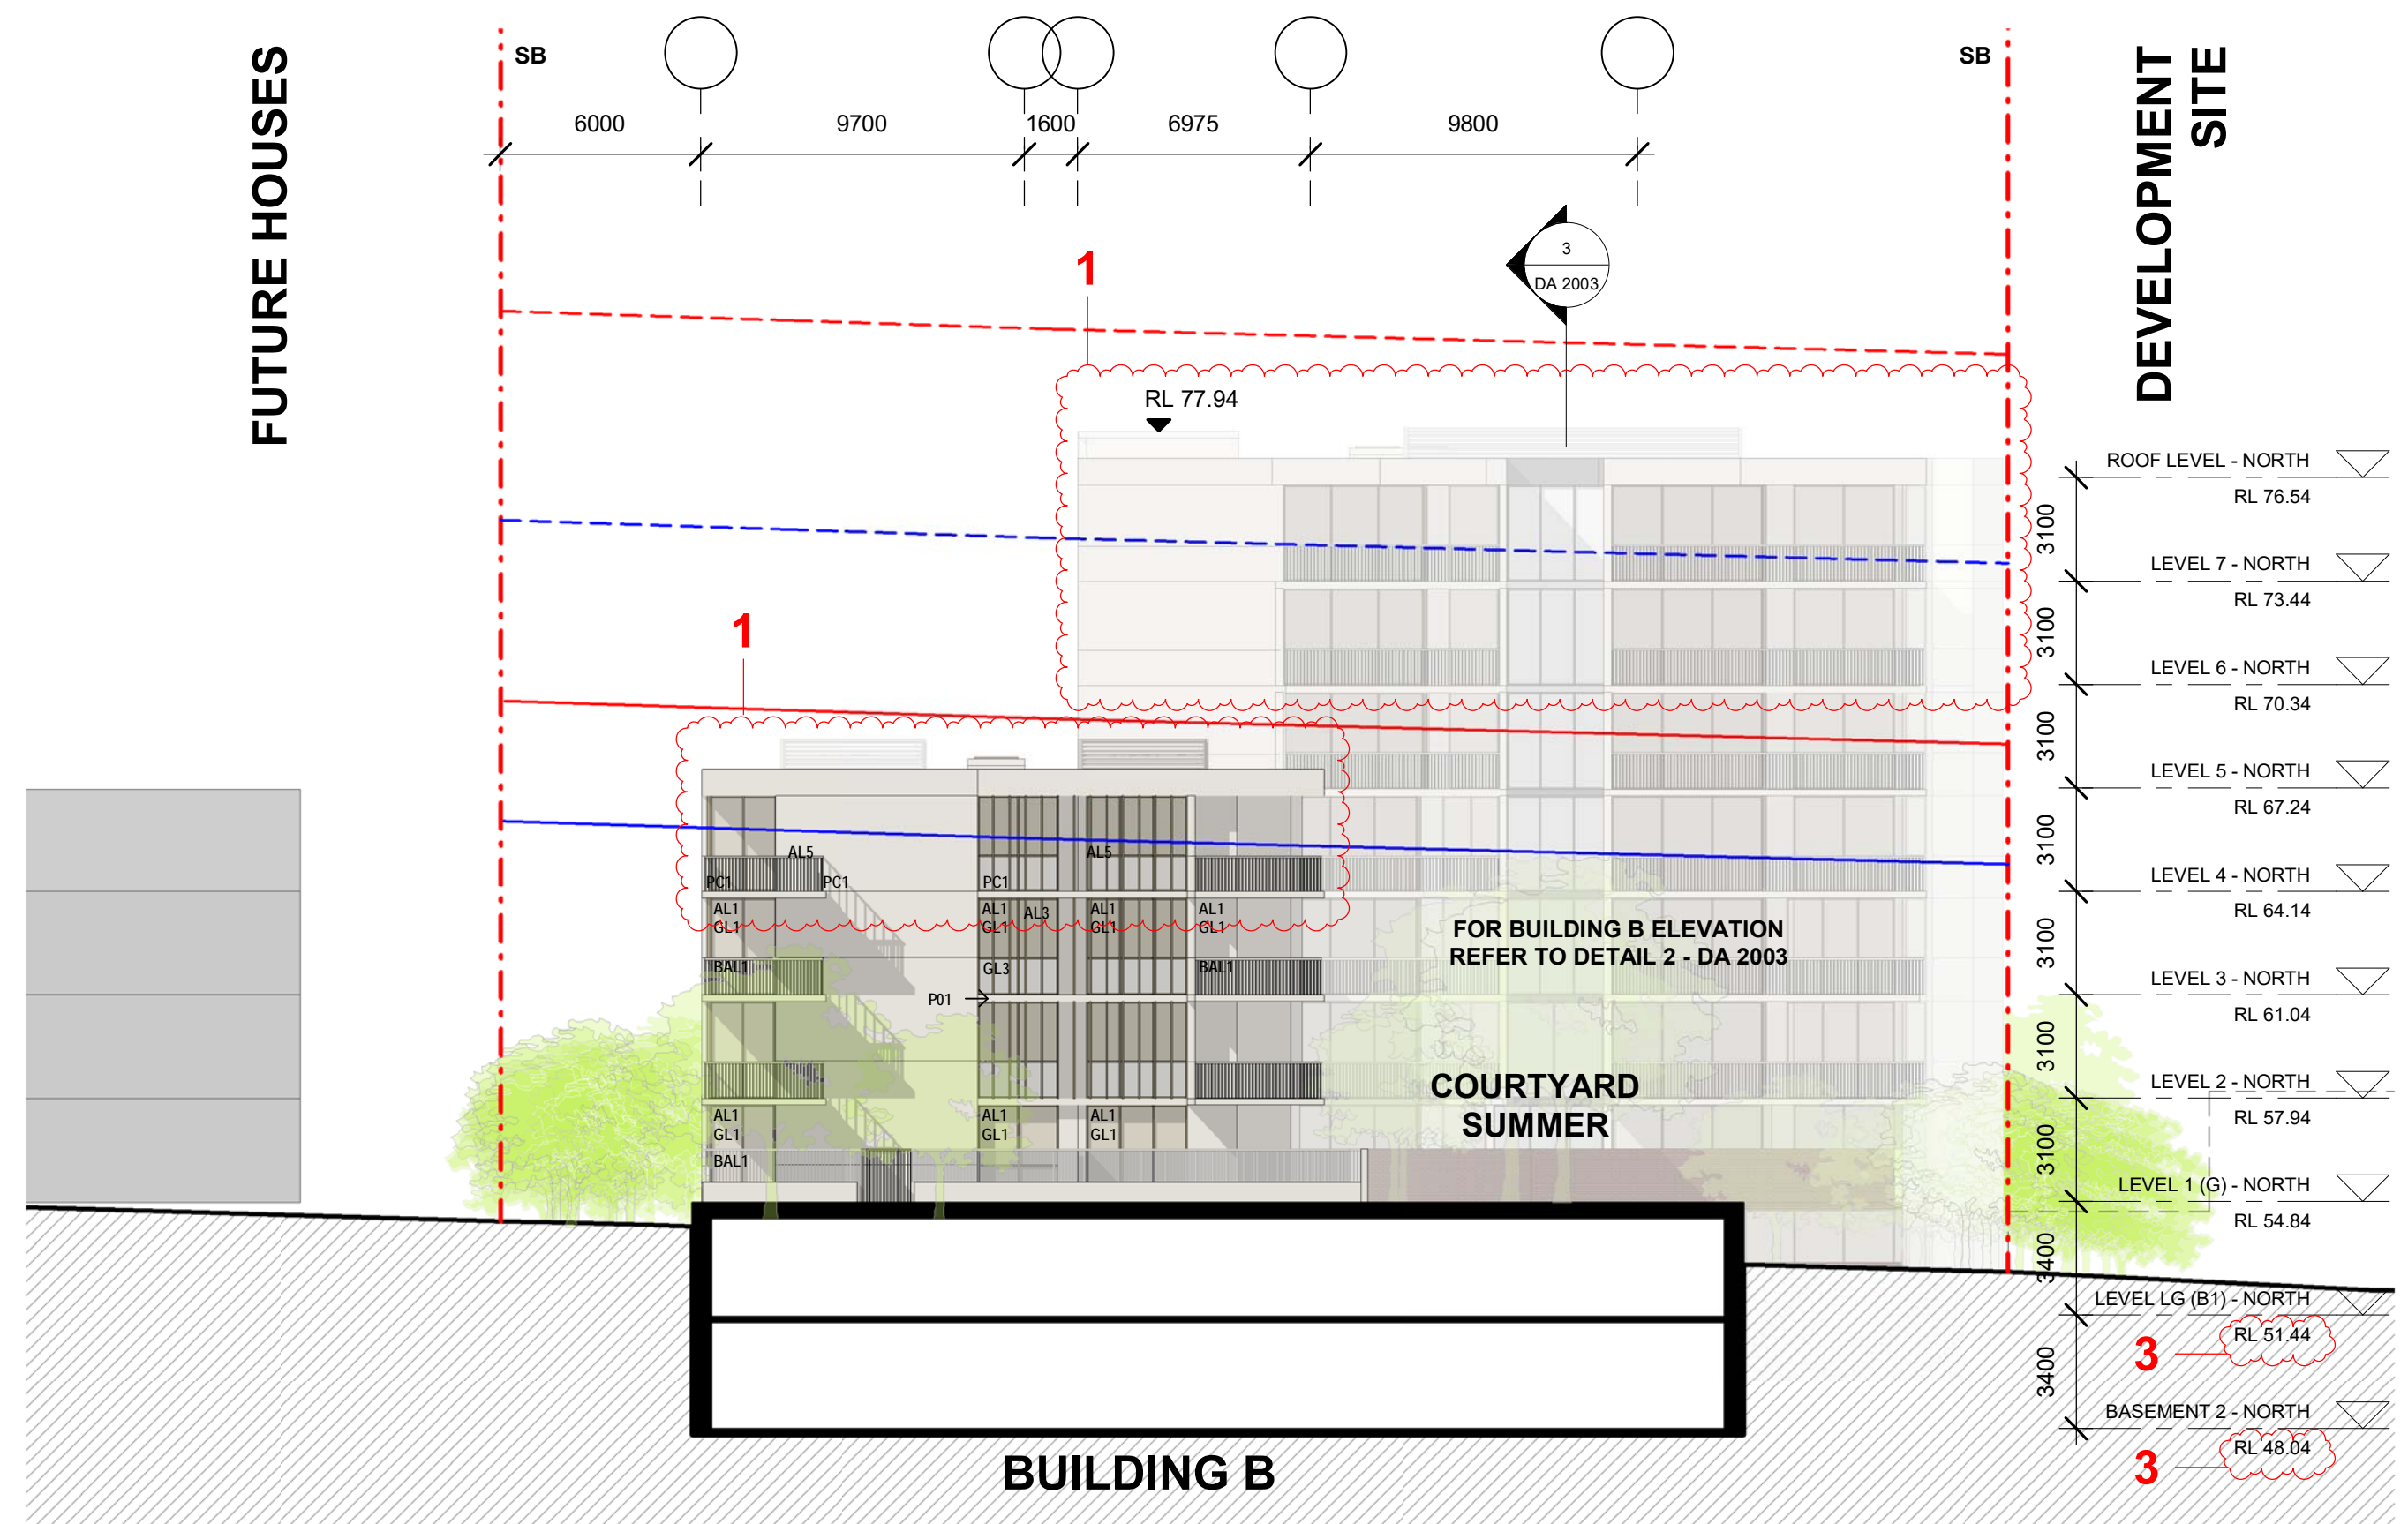 FUTURE HOUSES
SB
SB
DEVELOPMENT
SITE
6000
9700
1600
6975
9800
1
3
DA 2003
RL 77.94
1
ROOF LEVEL - NORTH
RL 76.54
3100
LEVEL 7 - NORTH
RL 73.44
3100
LEVEL 6 - NORTH
RL 70.34
3100
LEVEL 5 - NORTH
RL 67.24
3100
LEVEL 4 - NORTH
RL 64.14
3100
LEVEL 3 - NORTH
RL 61.04
3100
LEVEL 2 - NORTH
RL 57.94
3100
LEVEL 1 (G) - NORTH
RL 54.84
3400
LEVEL LG (B1) - NORTH
RL 51.44
3
3400
BASEMENT 2 - NORTH
RL 48.04
3
AL5
AL5
PC1
PC1
PC1
AL1
GL1
AL1
GL1
AL3
AL1
GL1
AL1
GL1
BAL1
GL3
BAL1
P01
AL1
GL1
AL1
GL1
AL1
GL1
BAL1
FOR BUILDING B ELEVATION
REFER TO DETAIL 2 - DA 2003
COURTYARD
SUMMER
BUILDING B